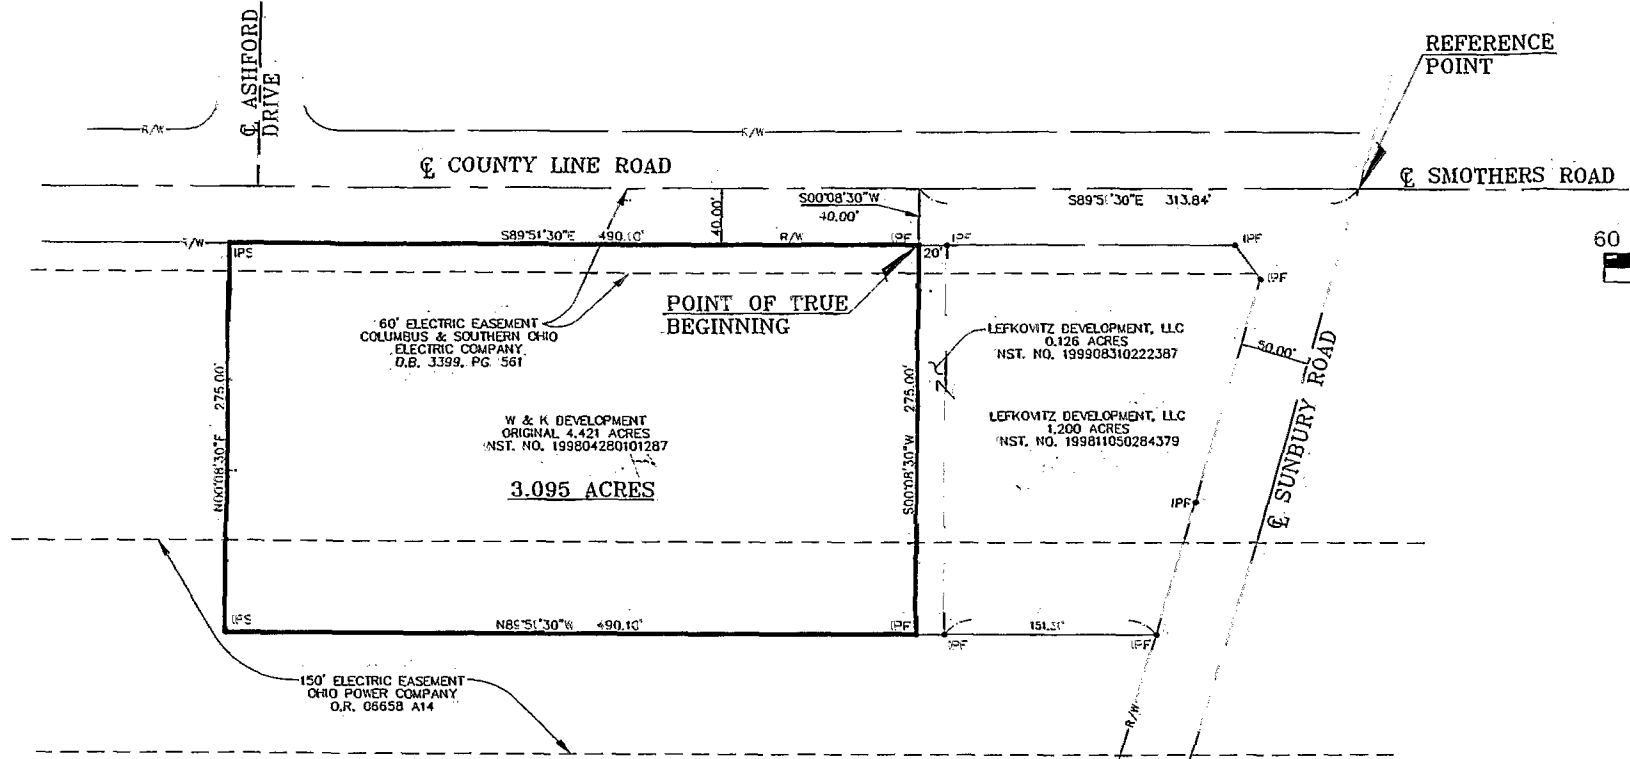 ℄ ASHFORD
DRIVE
REFERENCE
POINT
R/W
R/W
℄ COUNTY LINE ROAD
℄ SMOTHERS ROAD
S00°08'30"W
40.00'
S89°51'30"E 313.84'
40.00'
R/W
S89°51'30"E 490.10'
R/W
IPF
IPF
IPF
IPS
20'
IPF
60
POINT OF TRUE
BEGINNING
60' ELECTRIC EASEMENT
COLUMBUS & SOUTHERN OHIO
ELECTRIC COMPANY
D.B. 3399, PG 561
LEFKOVITZ DEVELOPMENT, LLC
0.126 ACRES
INST. NO. 199908310222387
50.00'
N00°08'30"E 275.00'
S00°08'30"W 275.00'
W & K DEVELOPMENT
ORIGINAL 4.421 ACRES
INST. NO. 199804280101287
3.095 ACRES
LEFKOVITZ DEVELOPMENT, LLC
1.200 ACRES
INST. NO. 199811050284379
℄ SUNBURY ROAD
IPF
IPS
N89°51'30"W 490.10'
IPF
IPF
151.31'
IPF
150' ELECTRIC EASEMENT
OHIO POWER COMPANY
O.R. 06658 A14
R/W